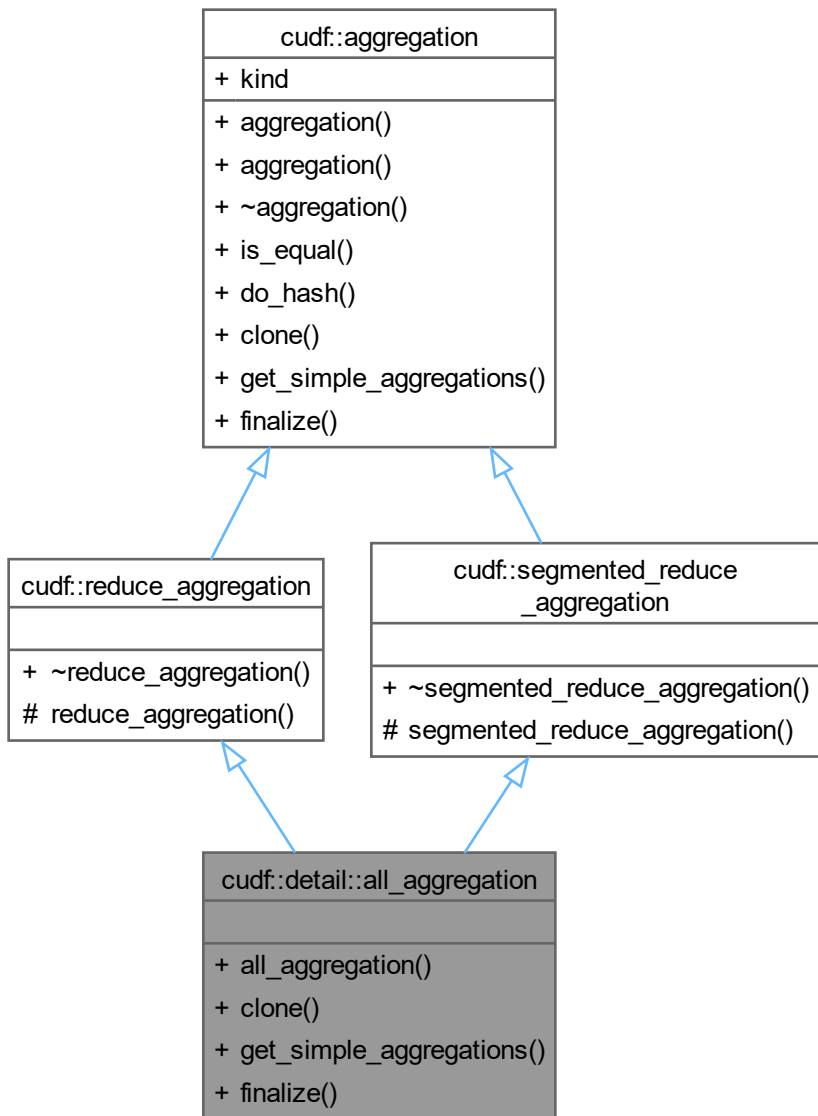 cudf::aggregation
+ kind
+ aggregation()
+ aggregation()
+ ~aggregation()
+ is_equal()
+ do_hash()
+ clone()
+ get_simple_aggregations()
+ finalize()
cudf::reduce_aggregation
+ ~reduce_aggregation()
# reduce_aggregation()
cudf::segmented_reduce
_aggregation
+ ~segmented_reduce_aggregation()
# segmented_reduce_aggregation()
cudf::detail::all_aggregation
+ all_aggregation()
+ clone()
+ get_simple_aggregations()
+ finalize()